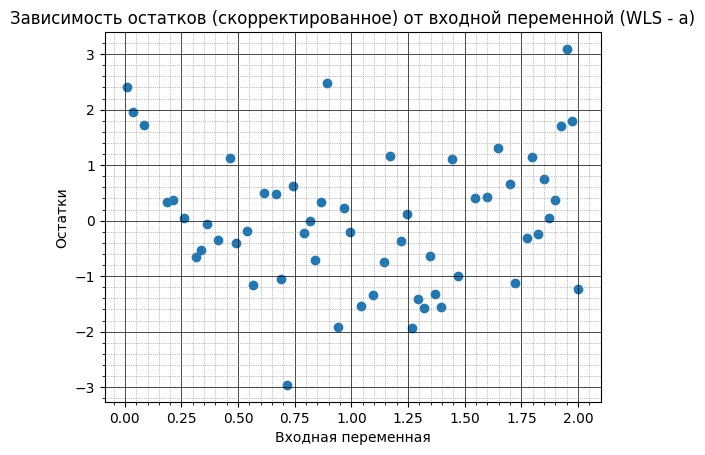 Зависимость остатков (скорректированное) от входной переменной (WLS - a)
3
2
1
0
−1
−2
−3
Остатки
0.00 0.25 0.50 0.75 1.00 1.25 1.50 1.75 2.00
Входная переменная